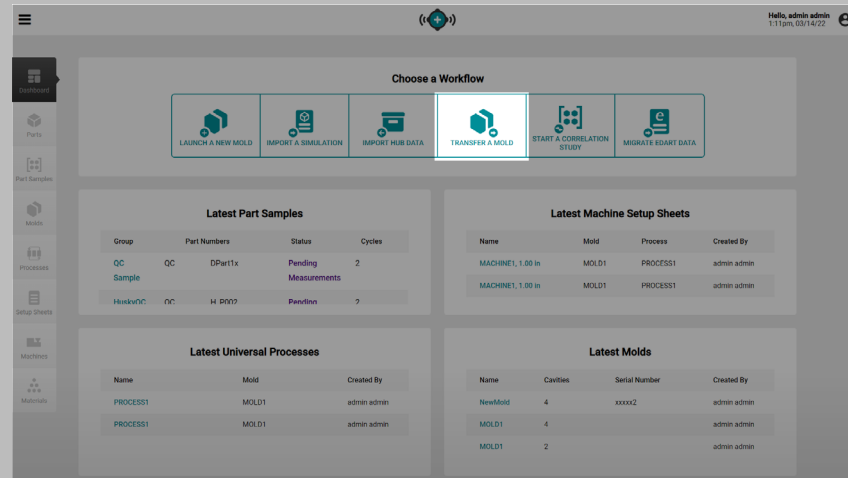 Hello, admin admin
1:11pm, 03/14/22
Dashboard
Parts
Part Samples
Molds
Processes
Setup Sheets
Machines
Materials
Choose a Workflow
LAUNCH A NEW MOLD
IMPORT A SIMULATION
IMPORT HUB DATA
TRANSFER A MOLD
START A CORRELATION
STUDY
MIGRATE EDART DATA
Latest Part Samples
Group Part Numbers Status Cycles
QC QC DPart1x Pending 2
Sample Measurements
HuskyQC QC H_P002 Pending 2
Latest Machine Setup Sheets
Name Mold Process Created By
MACHINE1, 1.00 in MOLD1 PROCESS1 admin admin
MACHINE1, 1.00 in MOLD1 PROCESS1 admin admin
Latest Universal Processes
Name Mold Created By
PROCESS1 MOLD1 admin admin
PROCESS1 MOLD1 admin admin
Latest Molds
Name Cavities Serial Number Created By
NewMold 4 xxxxx2 admin admin
MOLD1 4 admin admin
MOLD1 2 admin admin